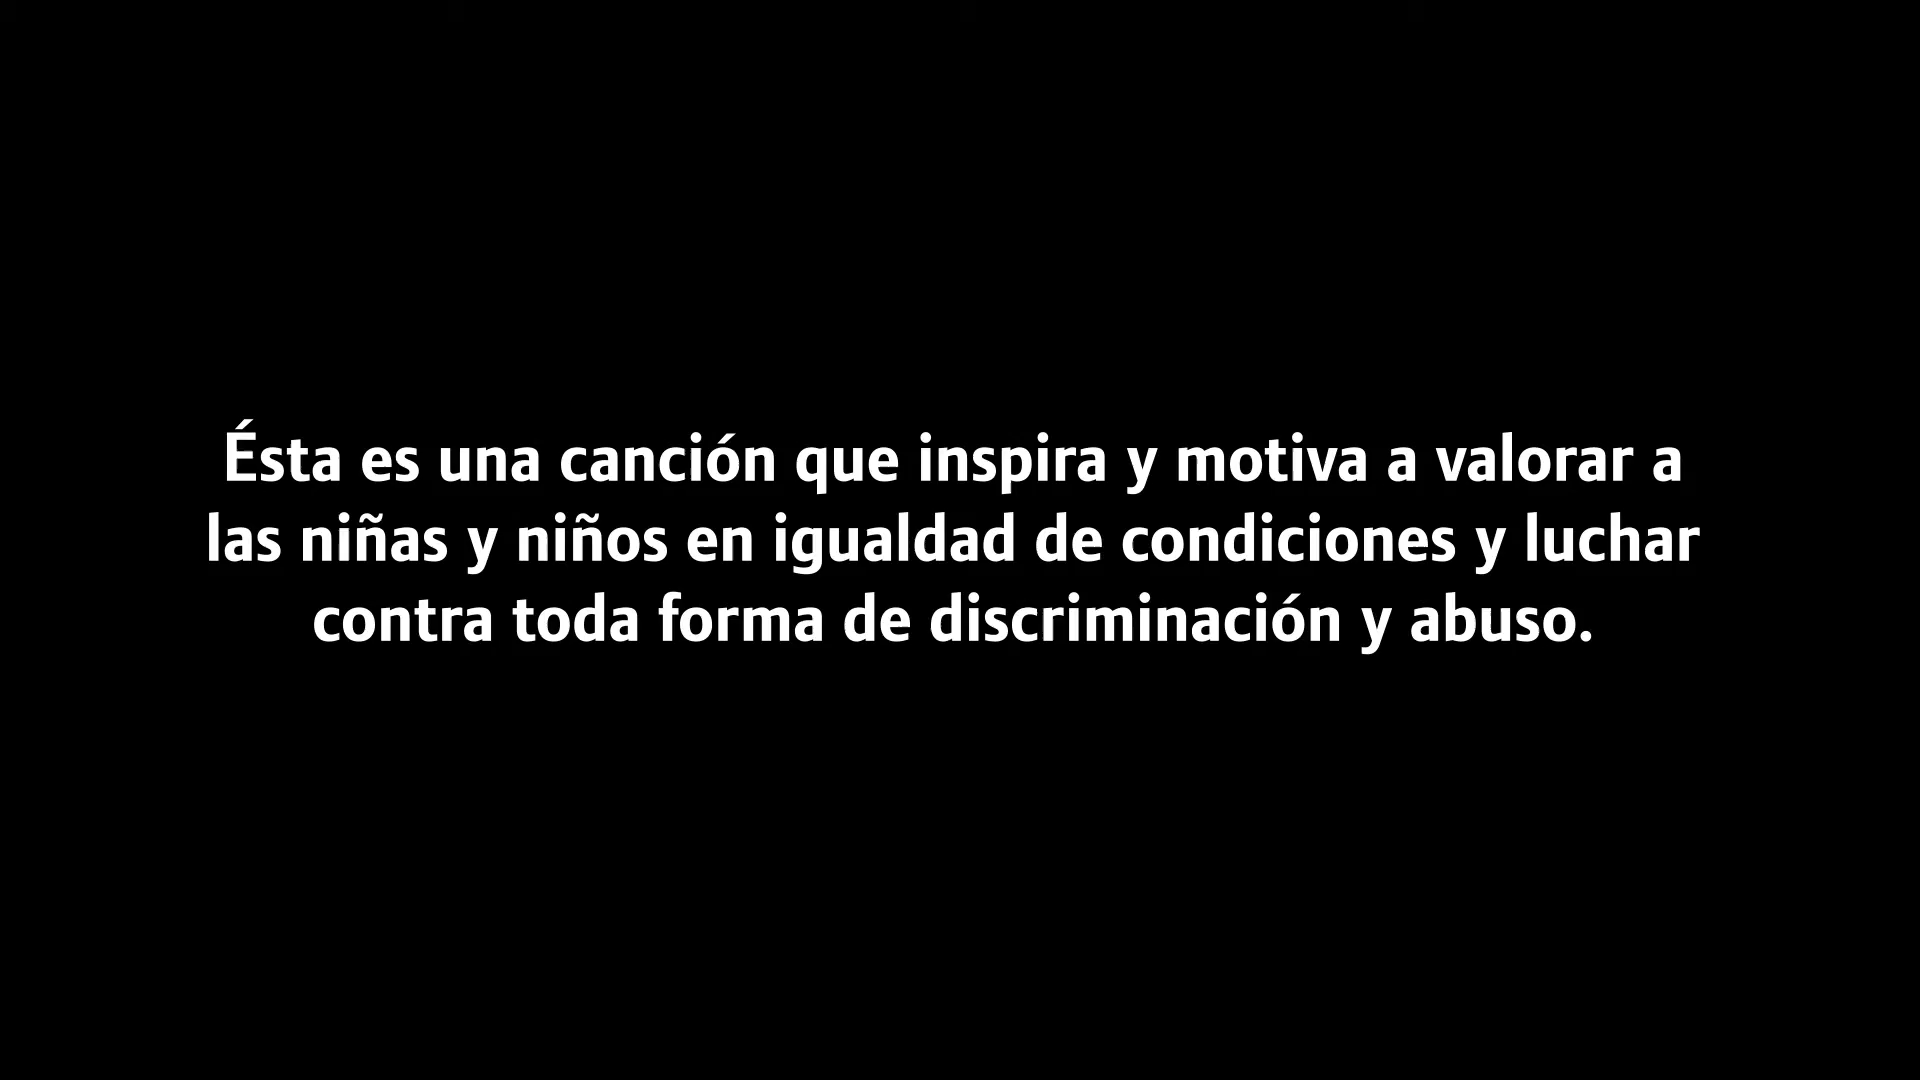 Ésta es una canción que inspira y motiva a valorar a
las niñas y niños en igualdad de condiciones y luchar
contra toda forma de discriminación y abuso.